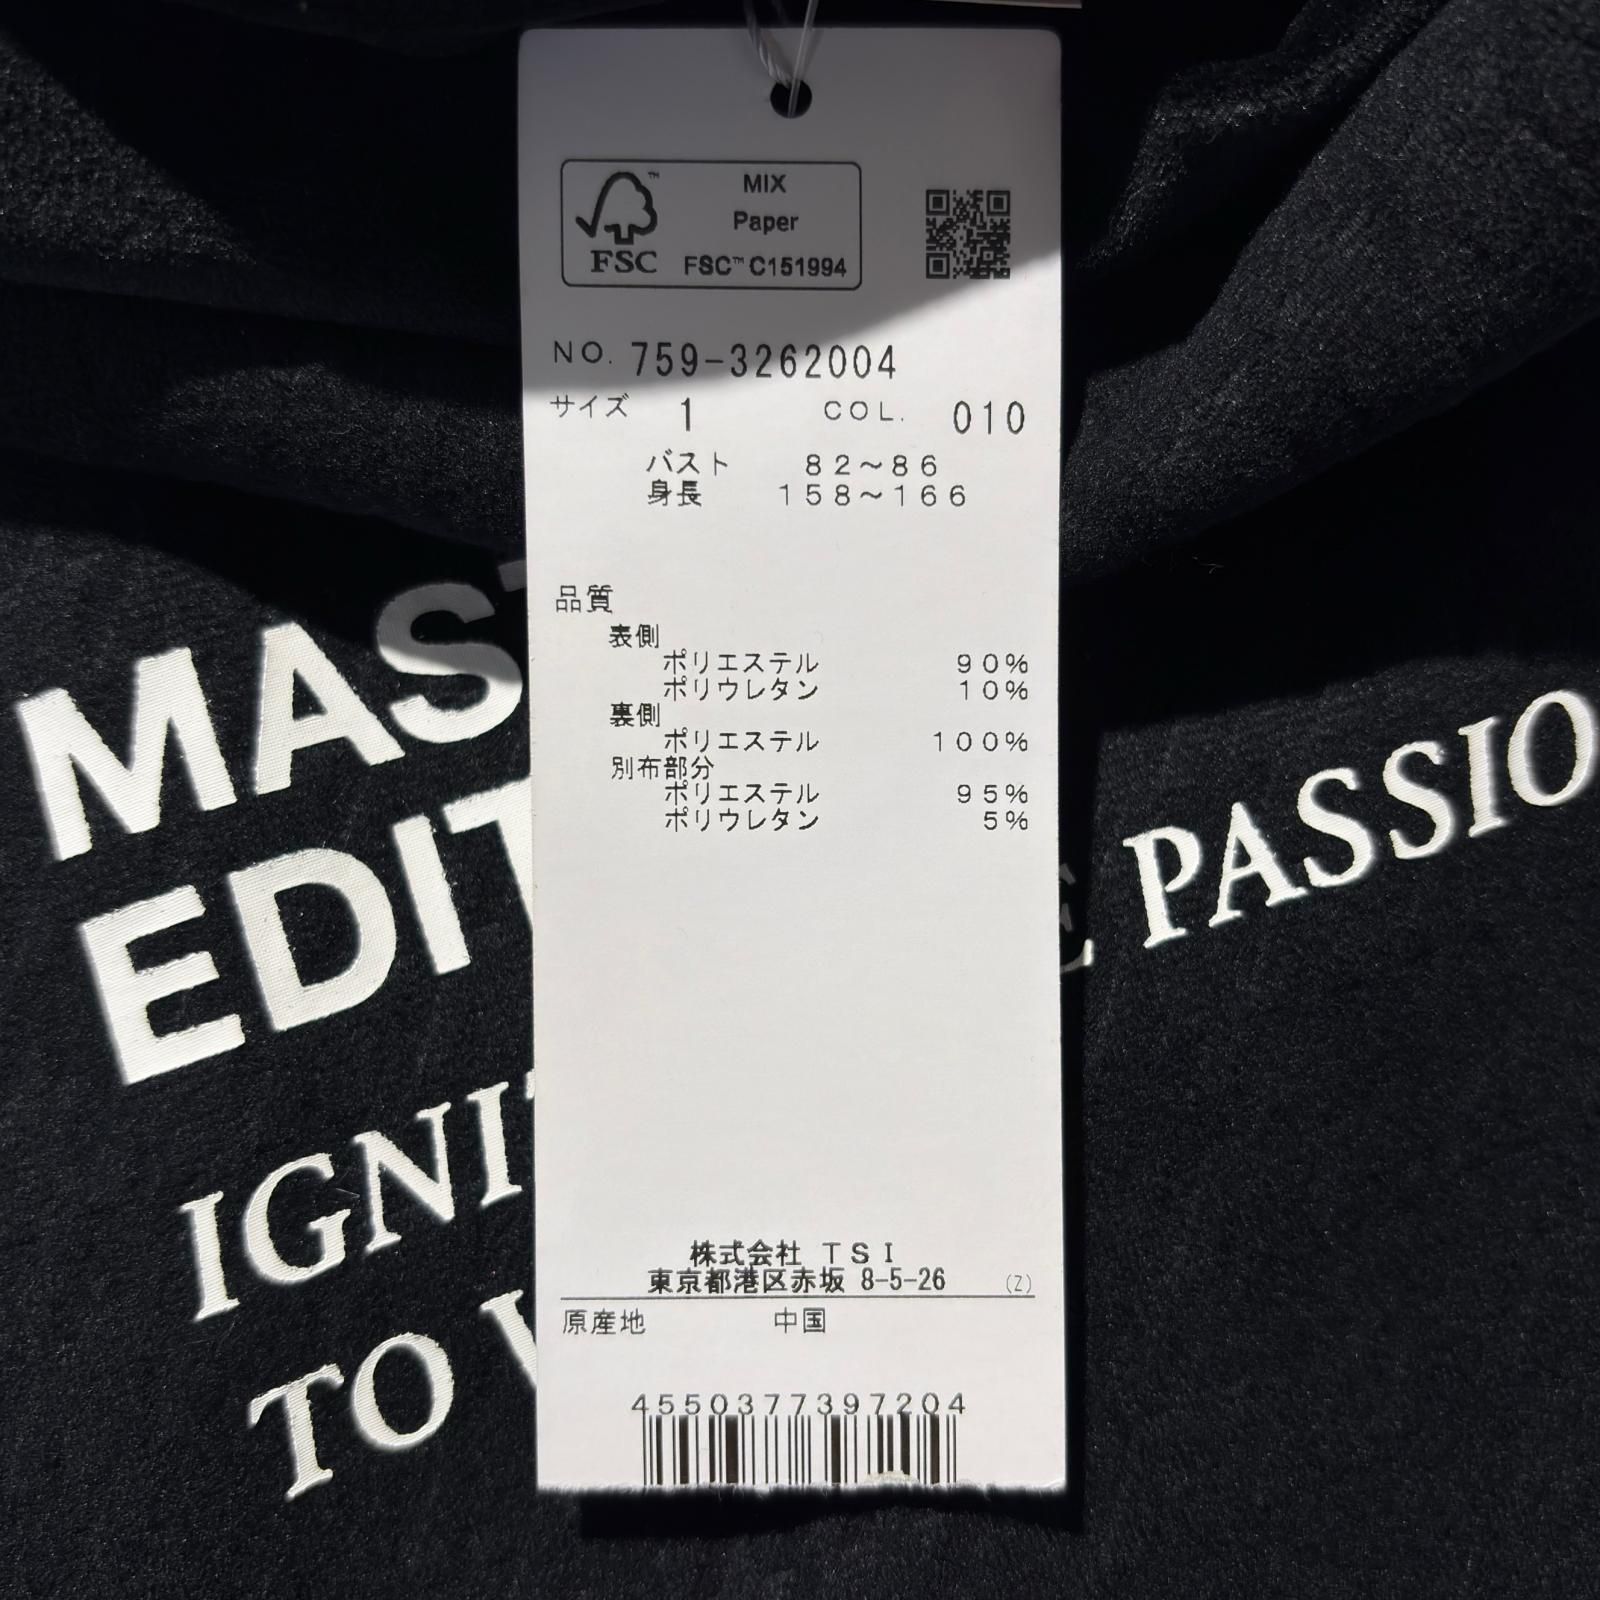 MIX
Paper
FSC™ C151994
FSC
NO. 759-3262004
サイズ 1 COL. 010
バスト 82~86
身長 158~166
品質
表側
ポリエステル 90%
ポリウレタン 10%
裏側
ポリエステル 100%
別布部分
ポリエステル 95%
ポリウレタン 5%
株式会社 TSI
東京都港区赤坂 8-5-26 (Z)
原産地 中国
4550377397204
MAST
EDIT
IGNIT
E PASSIO
TO